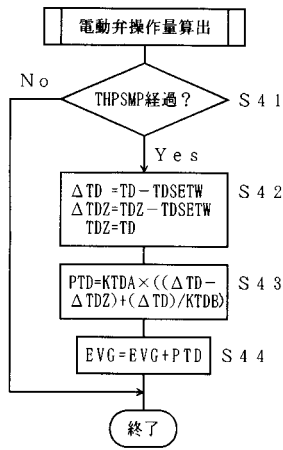 電動弁操作量算出
No
THPSMP経過？
S41
Yes
ΔTD =TD-TDSETW
S42
ΔTDZ=TDZ-TDSETW
TDZ=TD
PTD=KTDA×((ΔTD-
S43
ΔTDZ)+(ΔTD)/KTDB)
EVG=EVG+PTD
S44
終了